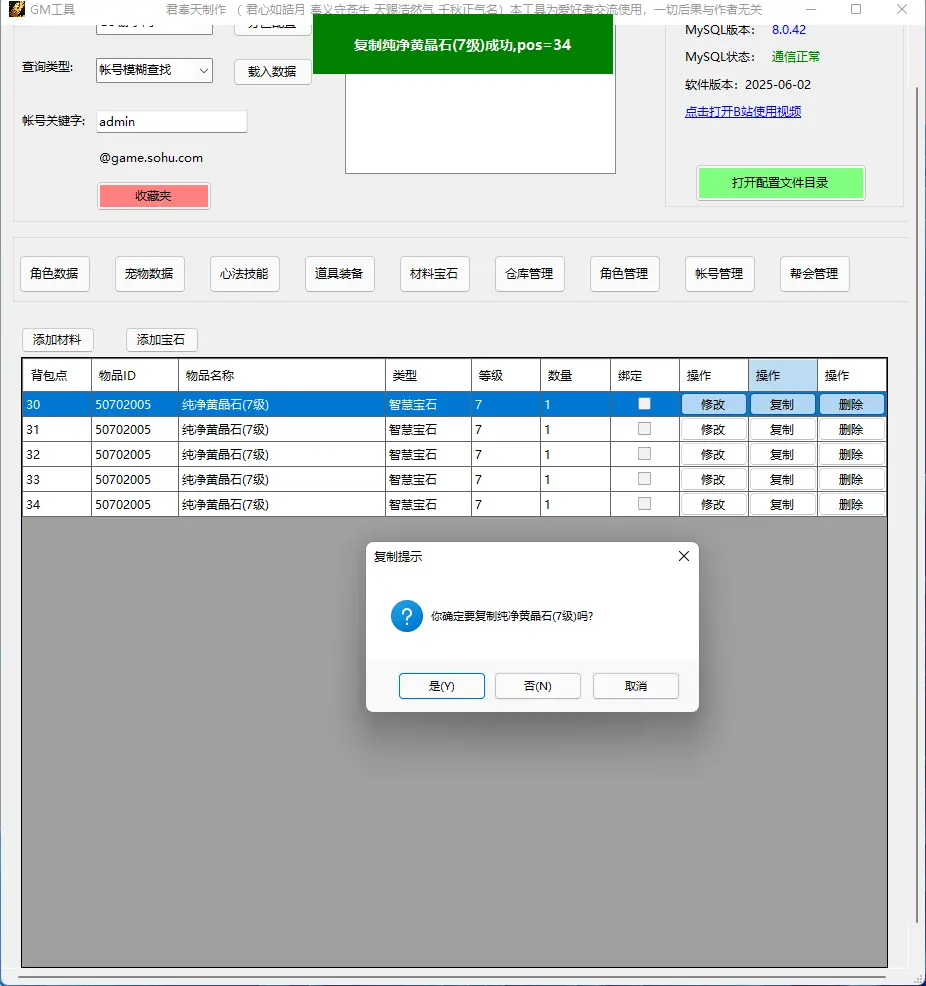 GM工具 君奉天制作 （ 君心如皓月 奉义守苍生 天赐浩然气 千秋正气名）本工具为爱好者交流使用，一切后果与作者无关
复制纯净黄晶石(7级)成功,pos=34
MySQL版本： 8.0.42
查询类型: 帐号模糊查找 载入数据
MySQL状态： 通信正常
软件版本： 2025-06-02
点击打开B站使用视频
帐号关键字: admin
@game.sohu.com
收藏夹
打开配置文件目录
角色数据 宠物数据 心法技能 道具装备 材料宝石 仓库管理 角色管理 帐号管理 帮会管理
添加材料 添加宝石
背包点 物品ID 物品名称 类型 等级 数量 绑定 操作 操作 操作
30 50702005 纯净黄晶石(7级) 智慧宝石 7 1 修改 复制 删除
31 50702005 纯净黄晶石(7级) 智慧宝石 7 1 修改 复制 删除
32 50702005 纯净黄晶石(7级) 智慧宝石 7 1 修改 复制 删除
33 50702005 纯净黄晶石(7级) 智慧宝石 7 1 修改 复制 删除
34 50702005 纯净黄晶石(7级) 智慧宝石 7 1 修改 复制 删除
复制提示
你确定要复制纯净黄晶石(7级)吗?
是(Y) 否(N) 取消